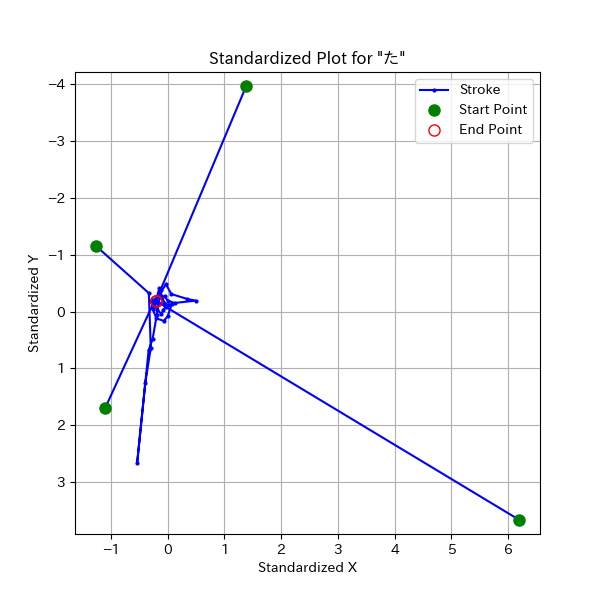 Standardized Plot for "た"
−4
−3
−2
−1
0
1
2
3
Standardized Y
−1
0
1
2
3
4
5
6
Standardized X
Stroke
Start Point
End Point